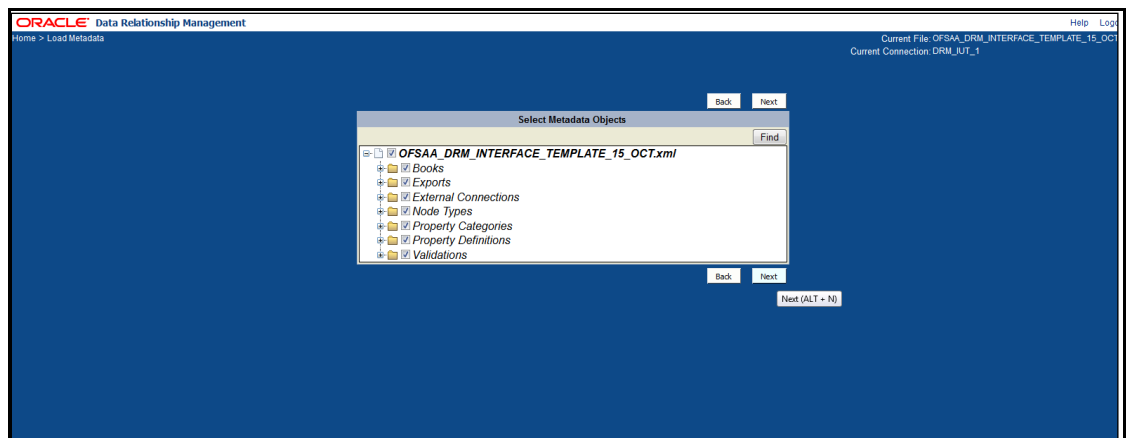 ORACLE Data Relationship Management
Help Logo
Home > Load Metadata
Current File: OFSAA_DRM_INTERFACE_TEMPLATE_15_OCT
Current Connection: DRM_IUT_1
Back Next
Select Metadata Objects
Find
OFSAA_DRM_INTERFACE_TEMPLATE_15_OCT.xml
Books
Exports
External Connections
Node Types
Property Categories
Property Definitions
Validations
Back Next
Next (ALT + N)